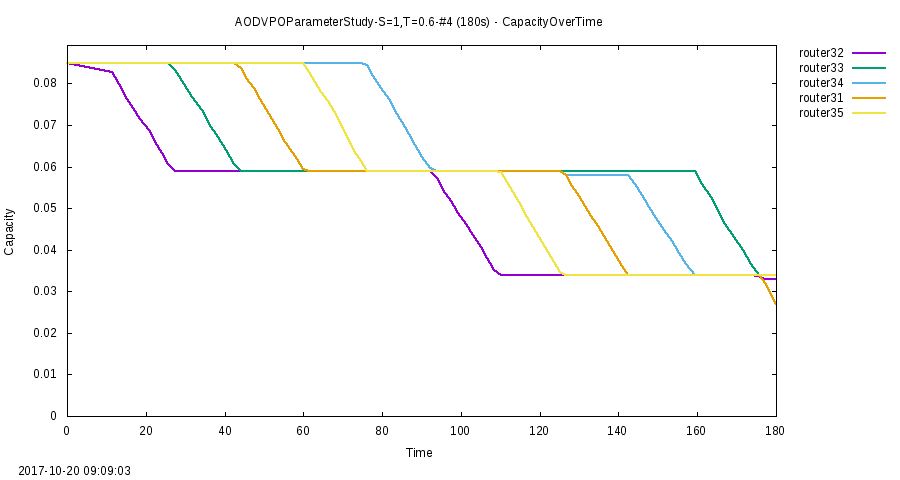 AODVPOParameterStudy-S=1,T=0.6-#4 (180s) - CapacityOverTime
router32
router33
router34
router31
router35
0.08
0.07
0.06
0.05
0.04
0.03
0.02
0.01
0
Capacity
0 20 40 60 80 100 120 140 160 180
Time
2017-10-20 09:09:03